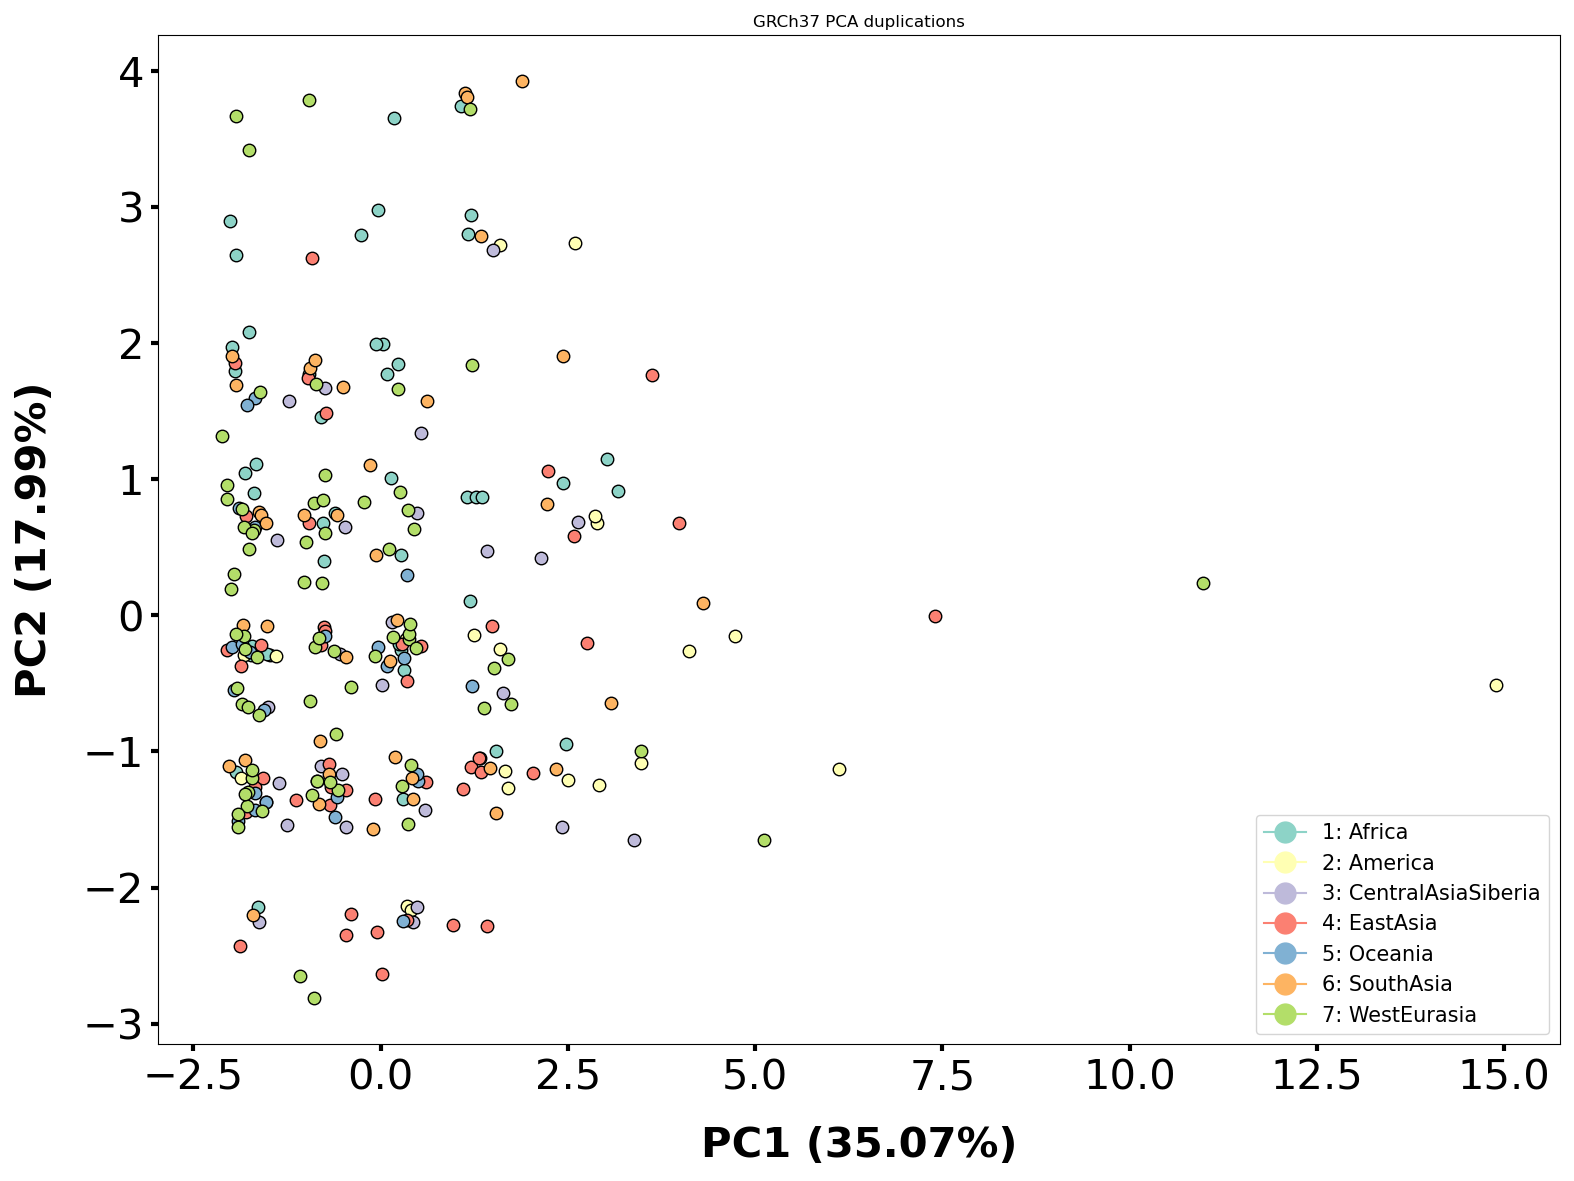 GRCh37 PCA duplications
4
3
2
1
0
−1
−2
−3
PC2 (17.99%)
−2.5 0.0 2.5 5.0 7.5 10.0 12.5 15.0
PC1 (35.07%)
1: Africa
2: America
3: CentralAsiaSiberia
4: EastAsia
5: Oceania
6: SouthAsia
7: WestEurasia